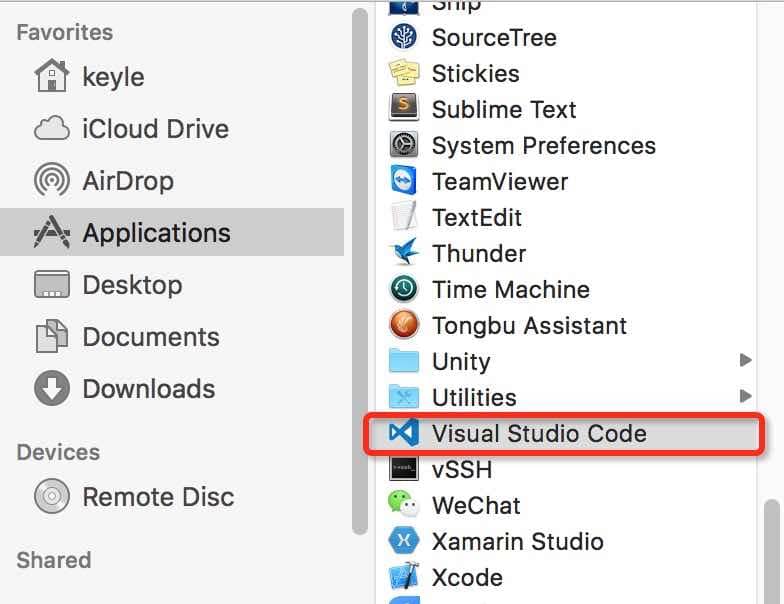 Favorites
keyle
iCloud Drive
AirDrop
Applications
Desktop
Documents
Downloads
Devices
Remote Disc
Shared
SourceTree
Stickies
Sublime Text
System Preferences
TeamViewer
TextEdit
Thunder
Time Machine
Tongbu Assistant
Unity
Utilities
Visual Studio Code
vSSH
WeChat
Xamarin Studio
Xcode